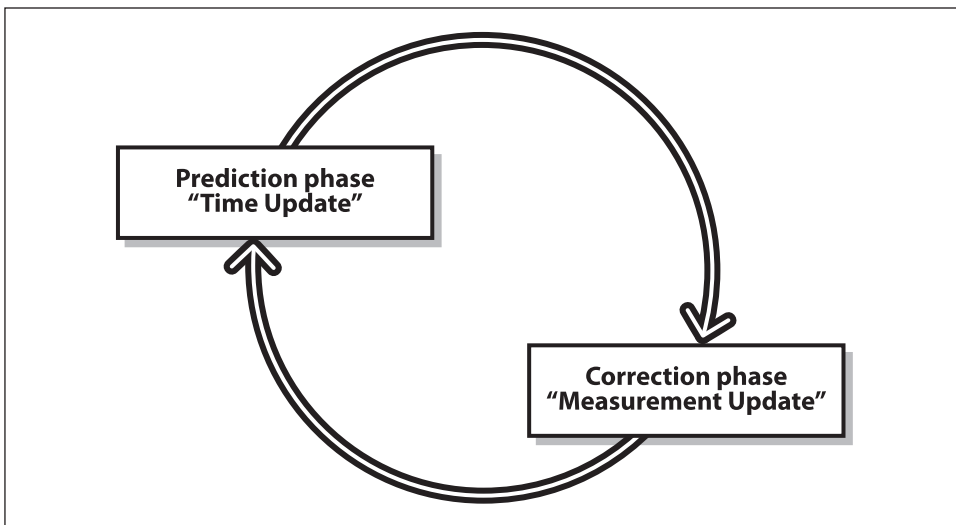 Prediction phase
“Time Update”
Correction phase
“Measurement Update”